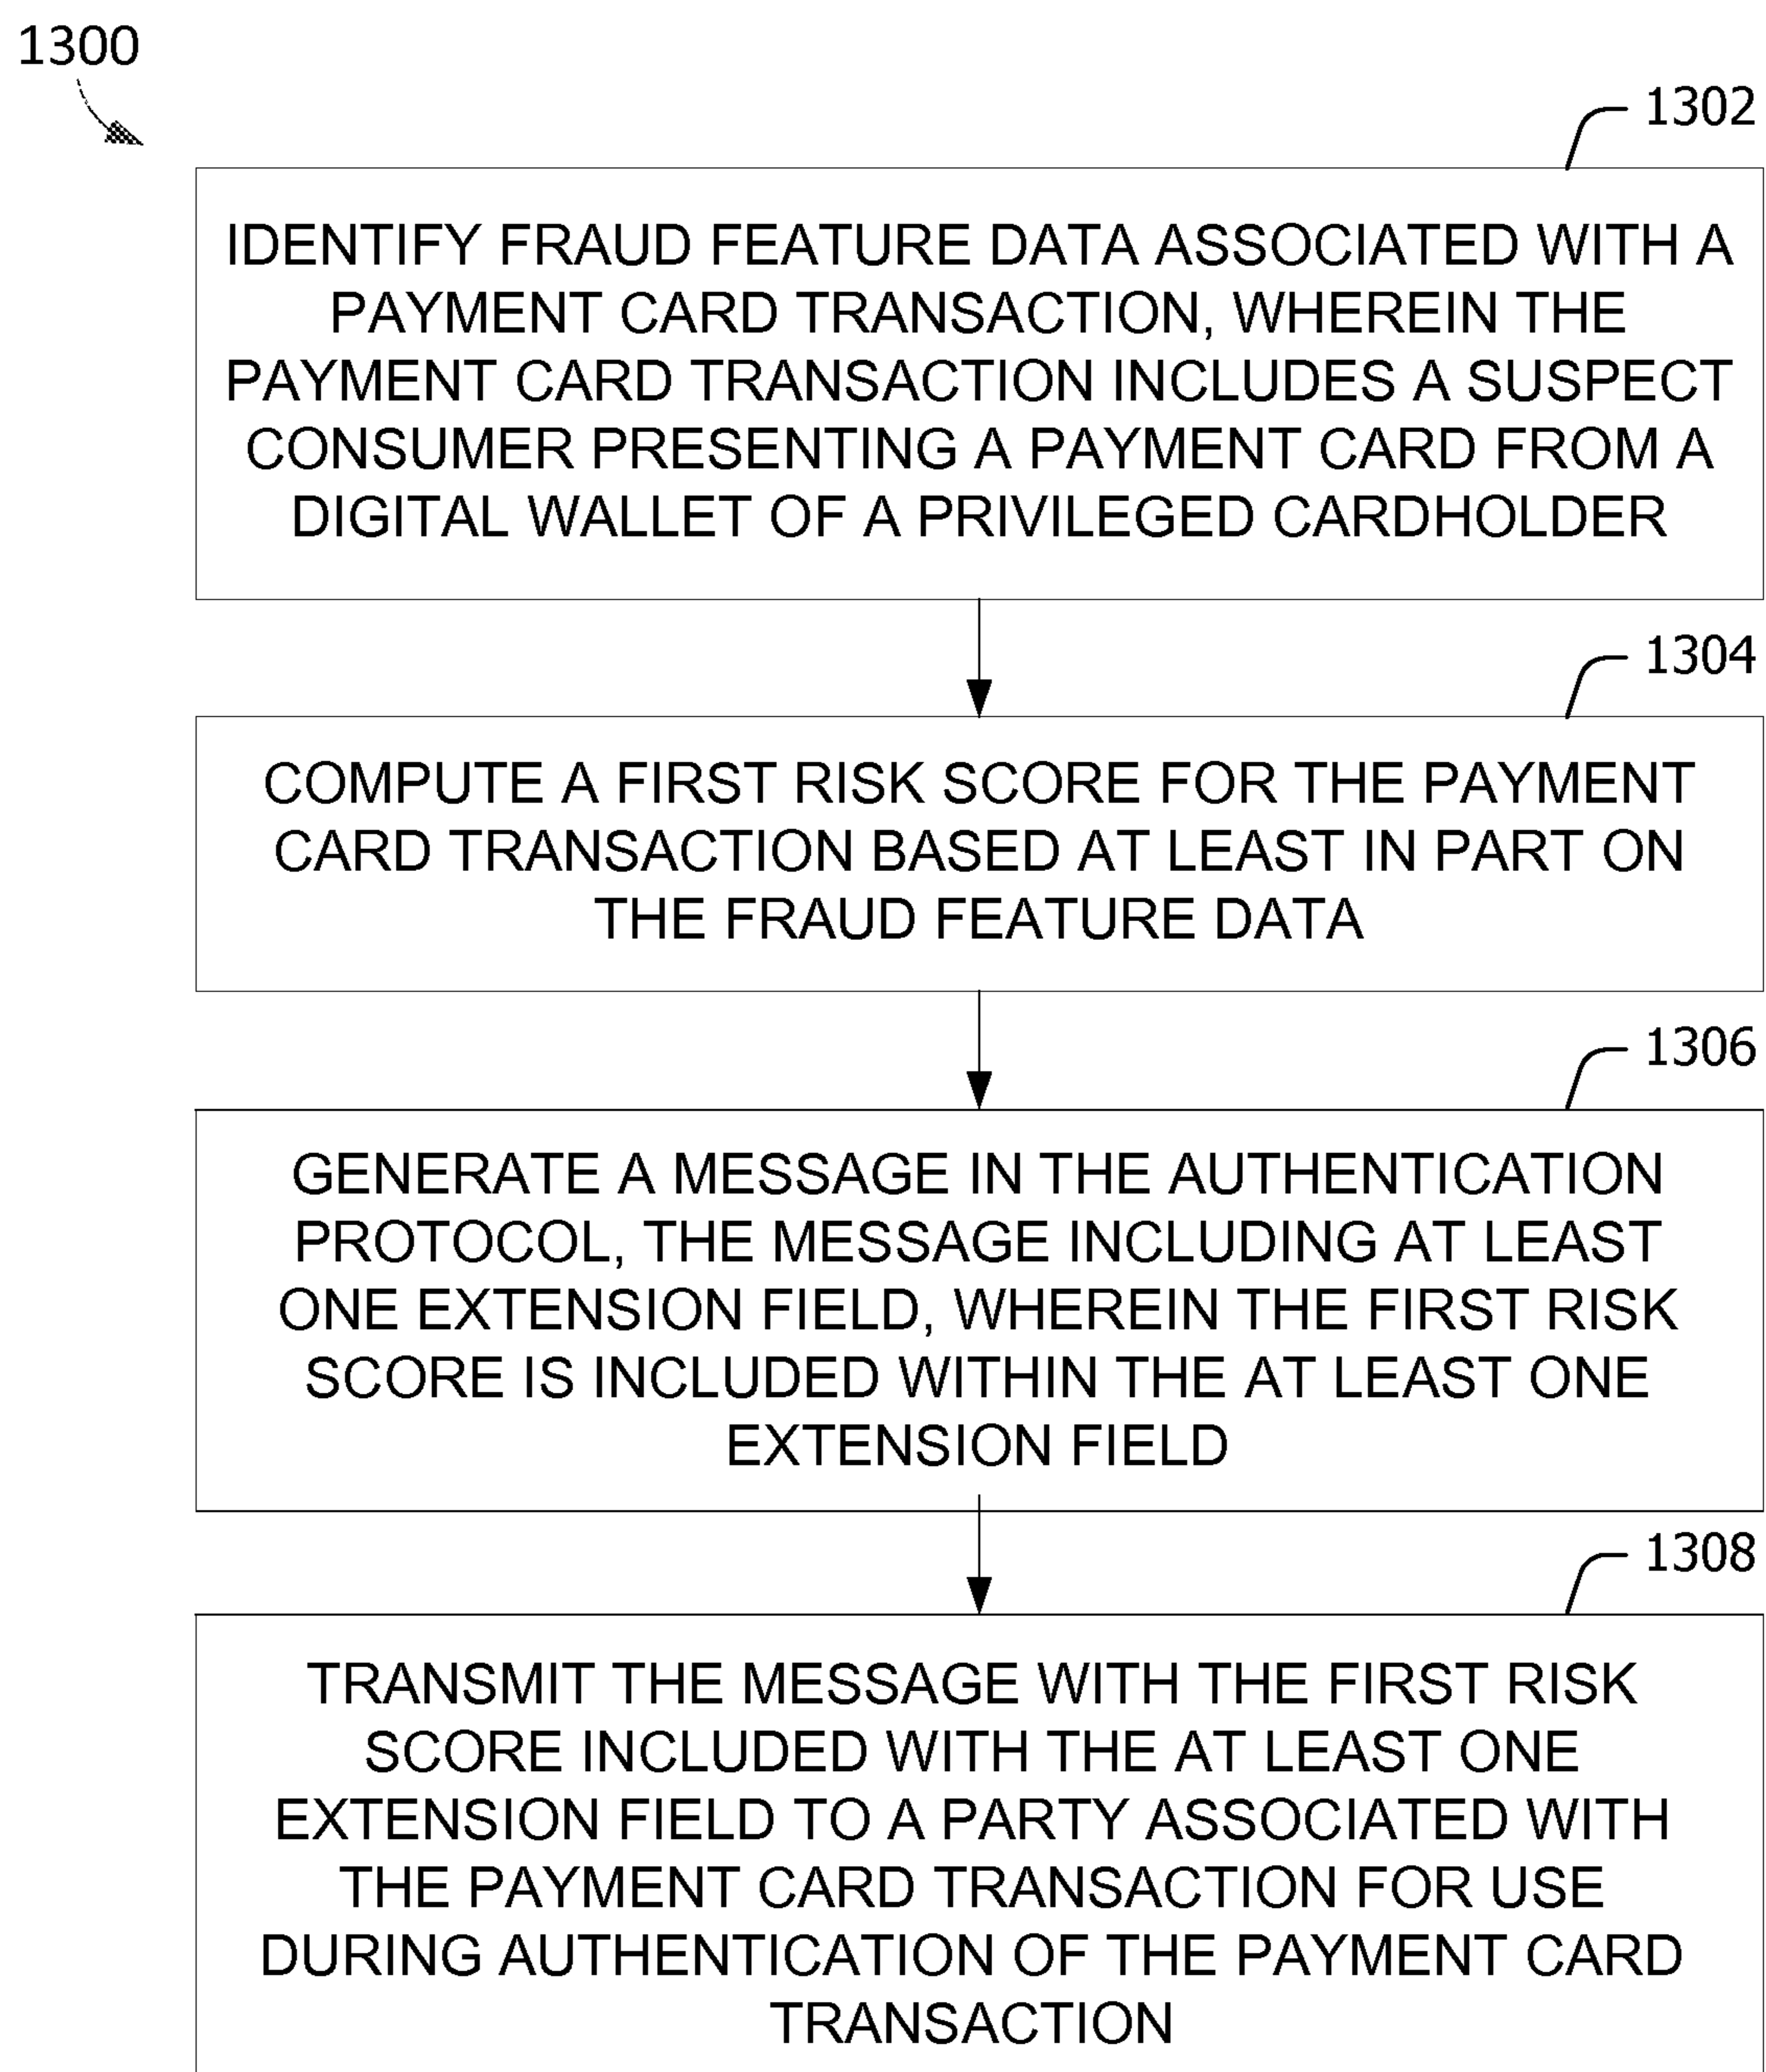 1300
1302
IDENTIFY FRAUD FEATURE DATA ASSOCIATED WITH A
PAYMENT CARD TRANSACTION, WHEREIN THE
PAYMENT CARD TRANSACTION INCLUDES A SUSPECT
CONSUMER PRESENTING A PAYMENT CARD FROM A
DIGITAL WALLET OF A PRIVILEGED CARDHOLDER
1304
COMPUTE A FIRST RISK SCORE FOR THE PAYMENT
CARD TRANSACTION BASED AT LEAST IN PART ON
THE FRAUD FEATURE DATA
1306
GENERATE A MESSAGE IN THE AUTHENTICATION
PROTOCOL, THE MESSAGE INCLUDING AT LEAST
ONE EXTENSION FIELD, WHEREIN THE FIRST RISK
SCORE IS INCLUDED WITHIN THE AT LEAST ONE
EXTENSION FIELD
1308
TRANSMIT THE MESSAGE WITH THE FIRST RISK
SCORE INCLUDED WITH THE AT LEAST ONE
EXTENSION FIELD TO A PARTY ASSOCIATED WITH
THE PAYMENT CARD TRANSACTION FOR USE
DURING AUTHENTICATION OF THE PAYMENT CARD
TRANSACTION